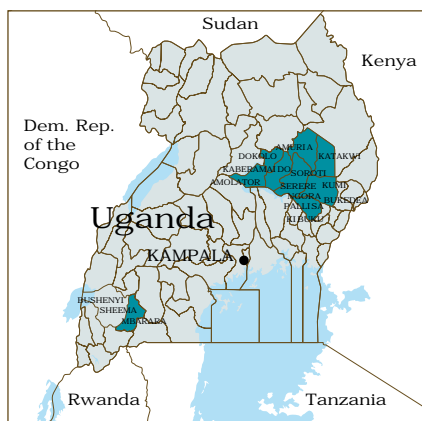 Sudan
Kenya
Dem. Rep.
of the
Congo
AMURIA
DOKOLO
KATAKWI
KABERAMAIDO
SOROTI
AMOLATOR
SERERE
KUMI
NGORA
BUKEDEA
PALLISA
KIBUKU
Uganda
KAMPALA
BUSHENYI
SHEEMA
MBARARA
Rwanda
Tanzania